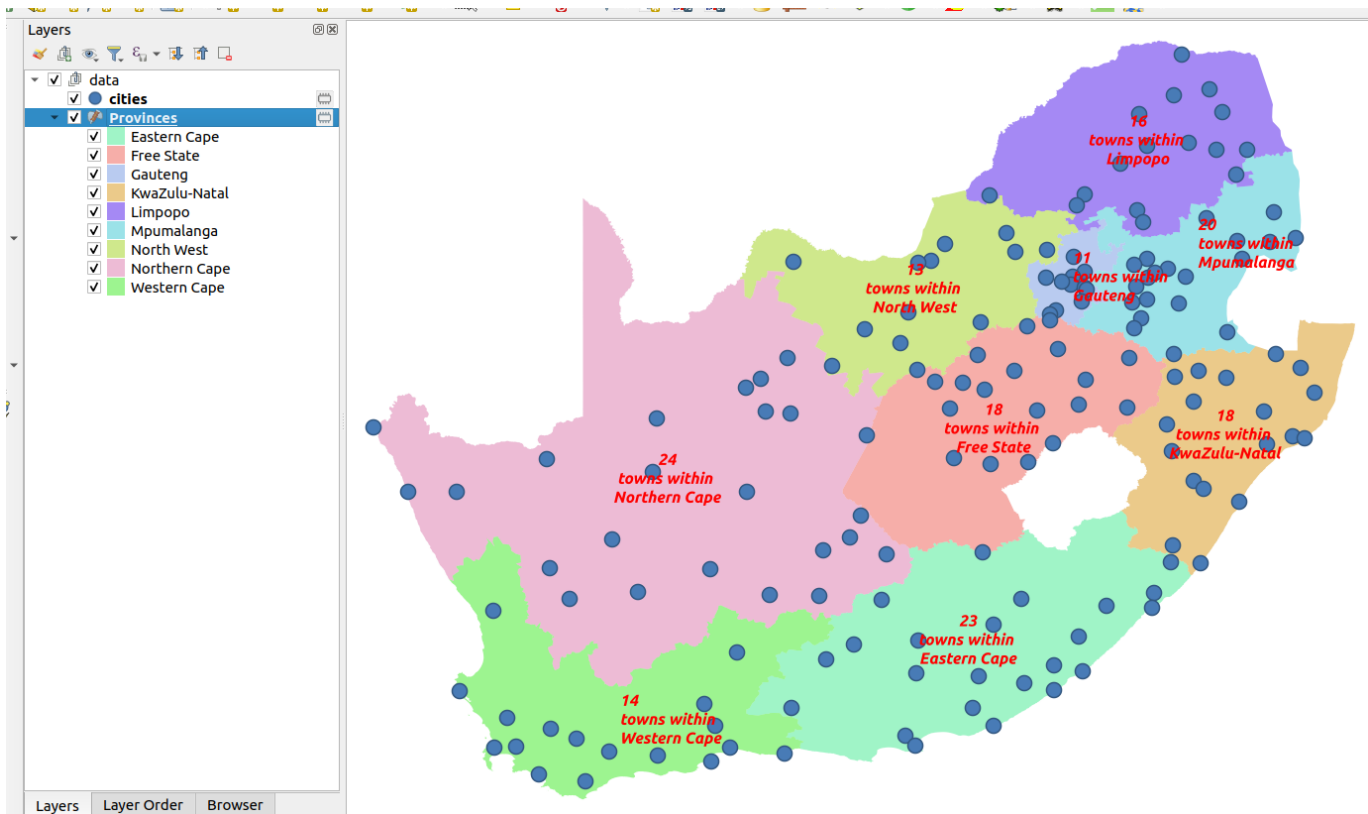 Layers
data
cities
Provinces
Eastern Cape
Free State
Gauteng
KwaZulu-Natal
Limpopo
Mpumalanga
North West
Northern Cape
Western Cape
16
towns within
Limpopo
20
towns within
Mpumalanga
11
towns within
Gauteng
13
towns within
North West
18
towns within
Free State
18
towns within
KwaZulu-Natal
24
towns within
Northern Cape
23
towns within
Eastern Cape
14
towns within
Western Cape
Layers
Layer Order
Browser